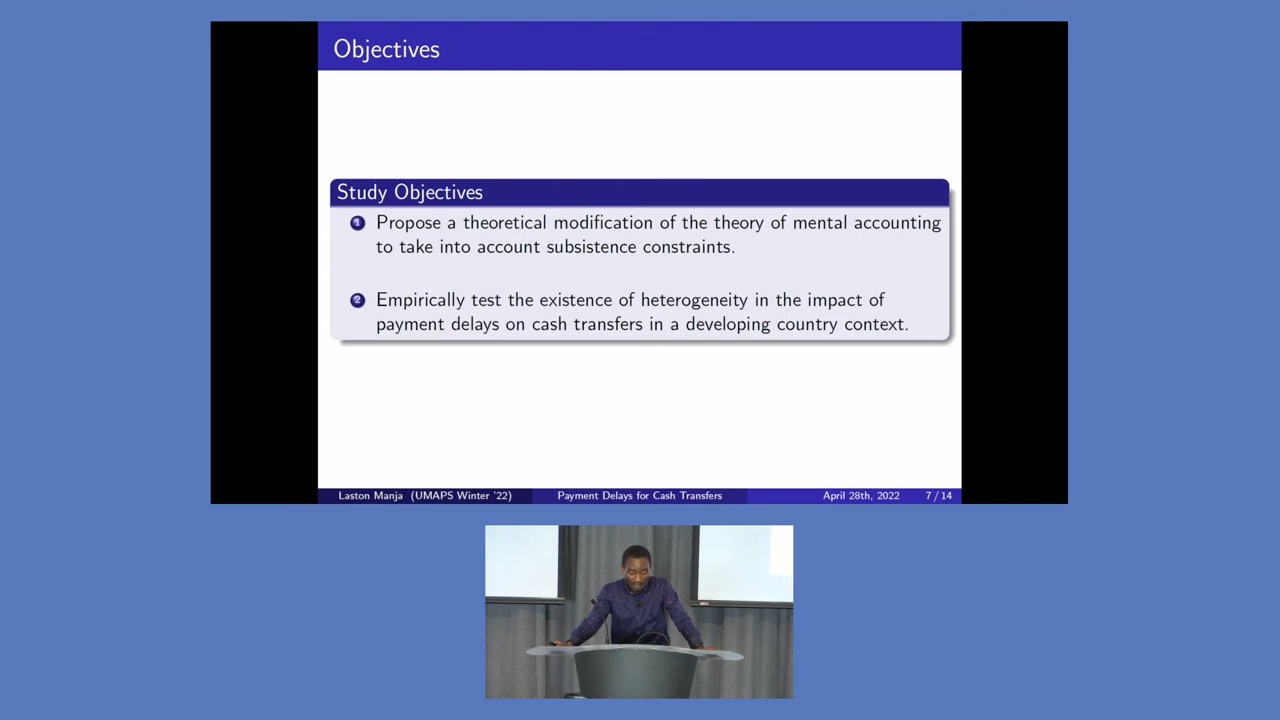 Objectives
Study Objectives
1 Propose a theoretical modification of the theory of mental accounting
to take into account subsistence constraints.
2 Empirically test the existence of heterogeneity in the impact of
payment delays on cash transfers in a developing country context.
Laston Manja (UMAPS Winter '22) Payment Delays for Cash Transfers April 28th, 2022 7 / 14